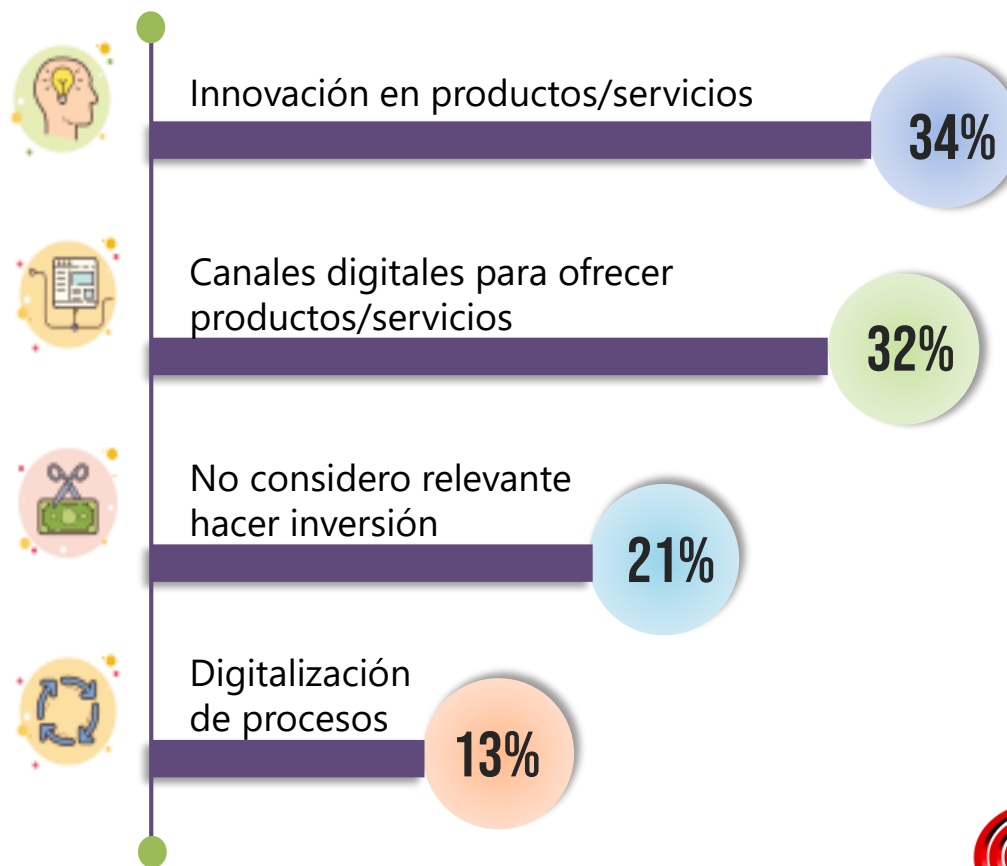 Innovación en productos/servicios
34%
Canales digitales para ofrecer
productos/servicios
32%
No considero relevante
hacer inversión
21%
Digitalización
de procesos
13%